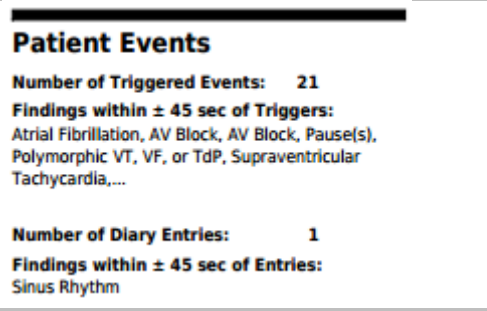 Patient Events
Number of Triggered Events: 21
Findings within ± 45 sec of Triggers:
Atrial Fibrillation, AV Block, AV Block, Pause(s),
Polymorphic VT, VF, or TdP, Supraventricular
Tachycardia,...
Number of Diary Entries: 1
Findings within ± 45 sec of Entries:
Sinus Rhythm